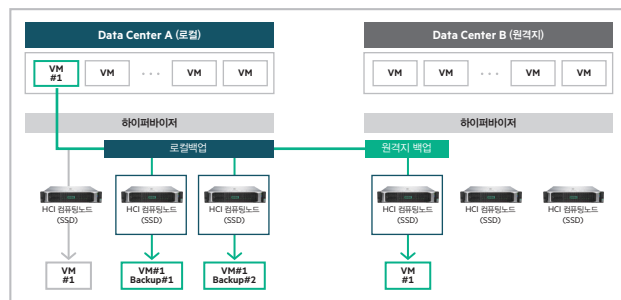 Data Center A (로컬)
Data Center B (원격지)
VM
#1
VM
···
VM
VM
VM
VM
···
VM
VM
하이퍼바이저
하이퍼바이저
로컬백업
원격지 백업
HCI 컴퓨팅노드
(SSD)
HCI 컴퓨팅노드
(SSD)
HCI 컴퓨팅노드
(SSD)
HCI 컴퓨팅노드
(SSD)
HCI 컴퓨팅노드
(SSD)
HCI 컴퓨팅노드
(SSD)
VM
#1
VM#1
Backup#1
VM#1
Backup#2
VM
#1